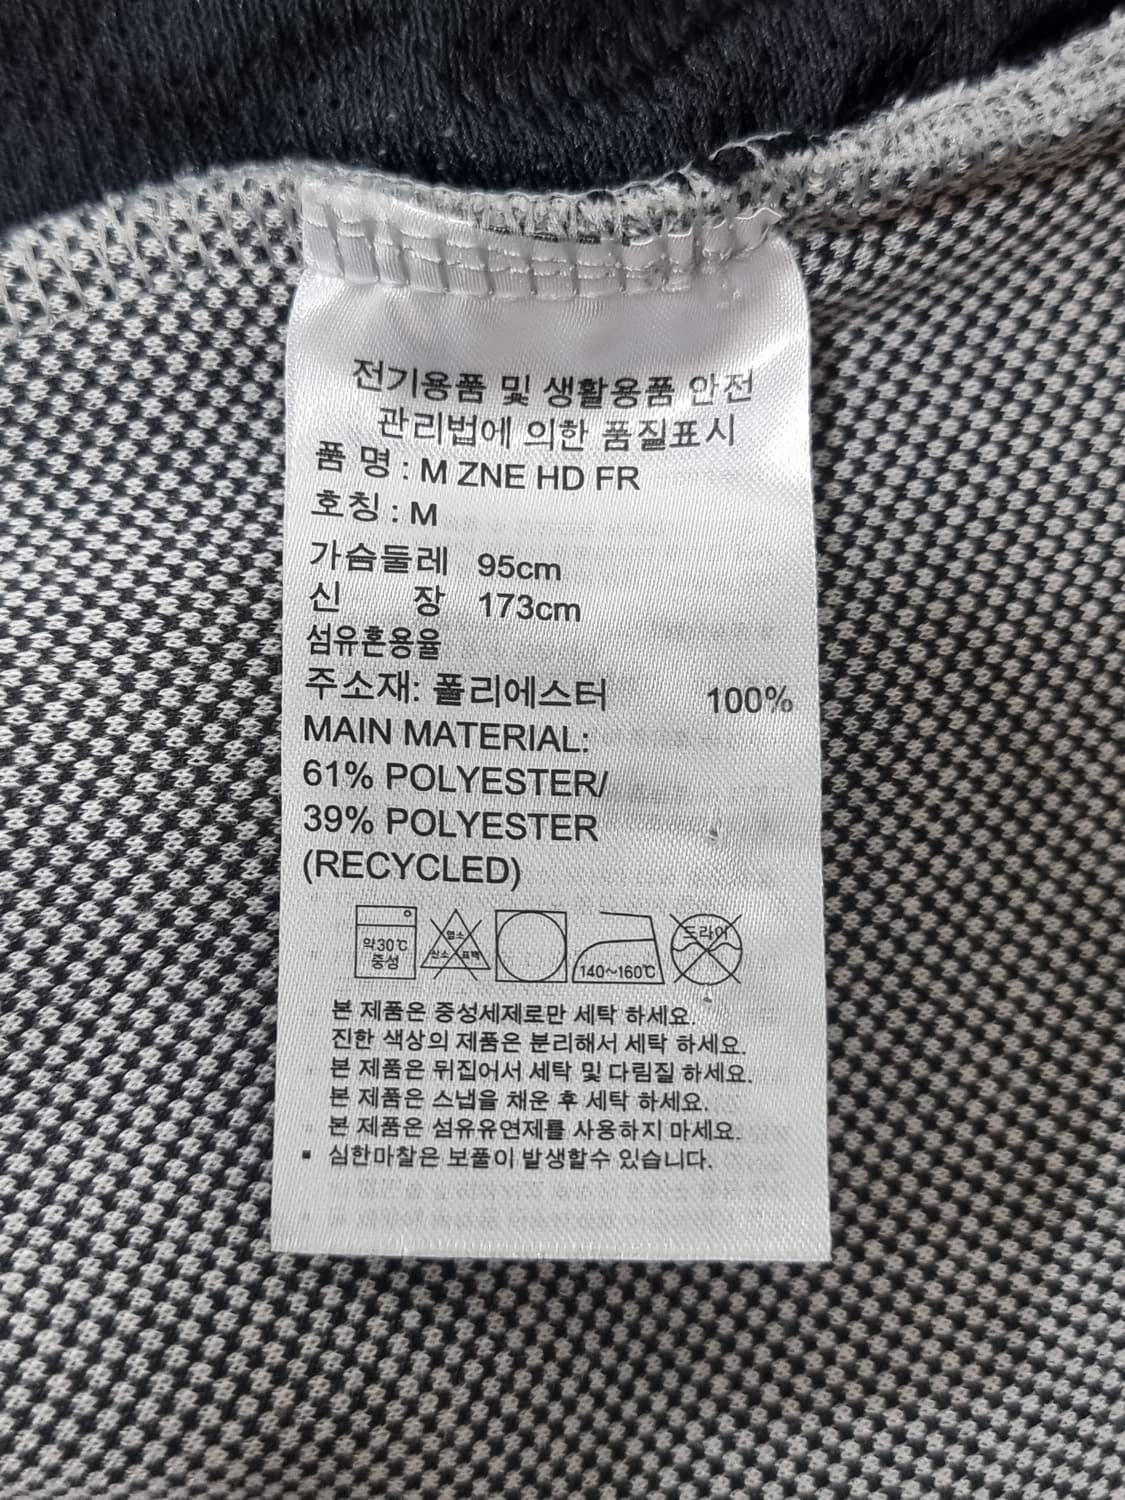 전기용품 및 생활용품 안전
관리법에 의한 품질표시
품 명 : M ZNE HD FR
호칭 : M
가슴둘레 95cm
신 장 173cm
섬유혼용율
주소재: 폴리에스터 100%
MAIN MATERIAL:
61% POLYESTER/
39% POLYESTER
(RECYCLED)
약30℃
중성
염소
산소 표백
140~160℃
드라이
본 제품은 중성세제로만 세탁 하세요.
진한 색상의 제품은 분리해서 세탁 하세요.
본 제품은 뒤집어서 세탁 및 다림질 하세요.
본 제품은 스냅을 채운 후 세탁 하세요.
본 제품은 섬유유연제를 사용하지 마세요.
▪ 심한마찰은 보풀이 발생할수 있습니다.